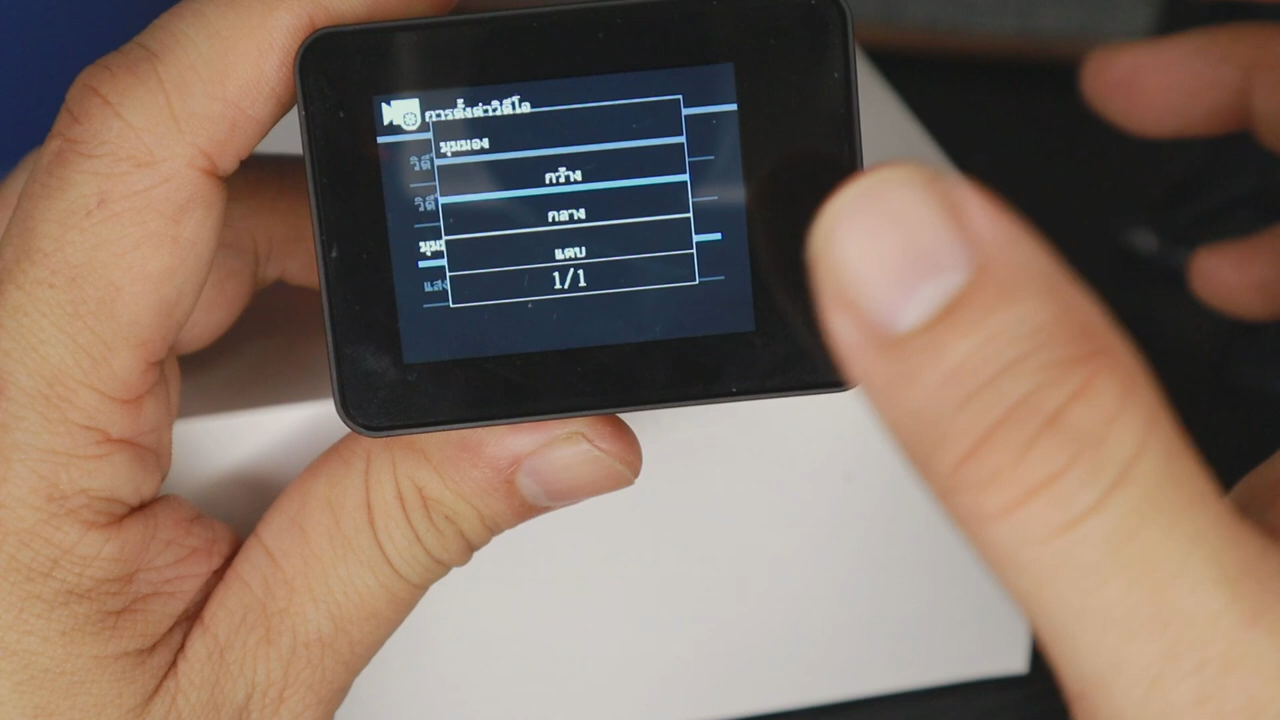 การตั้งค่าวิดีโอ
มุมมอง
กว้าง
กลาง
แคบ
1/1